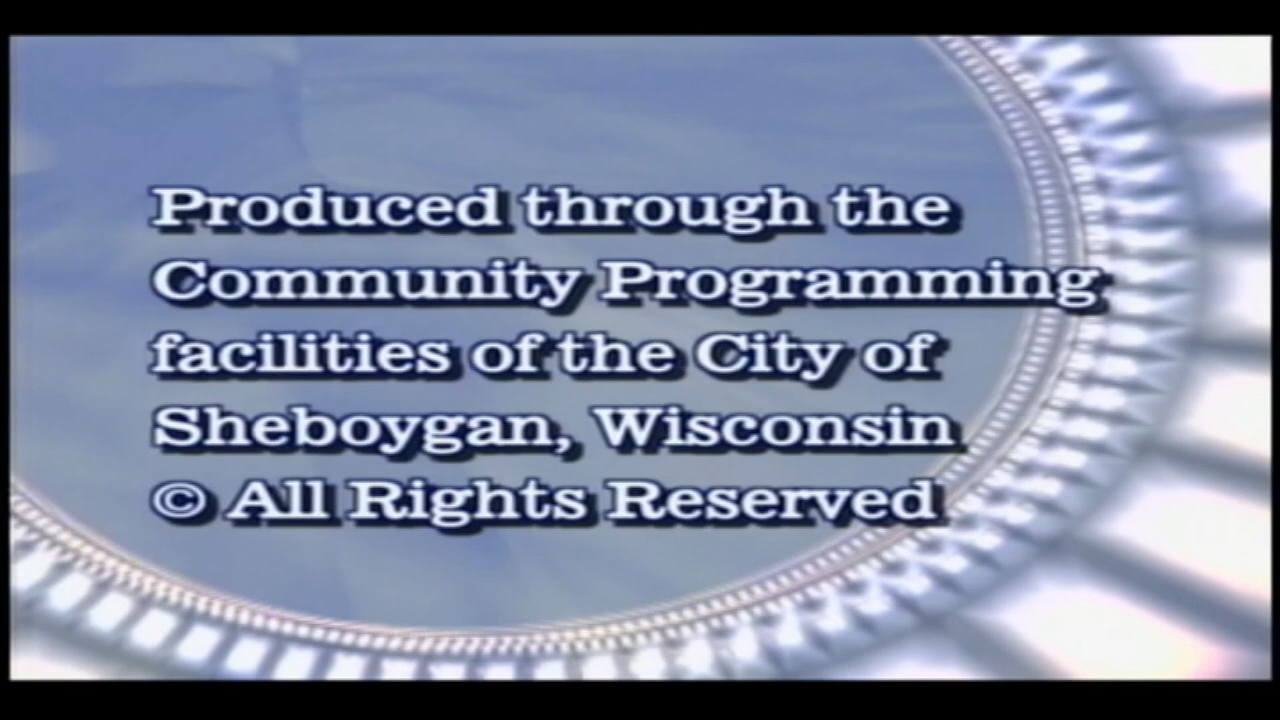 Produced through the
Community Programming
facilities of the City of
Sheboygan, Wisconsin
© All Rights Reserved